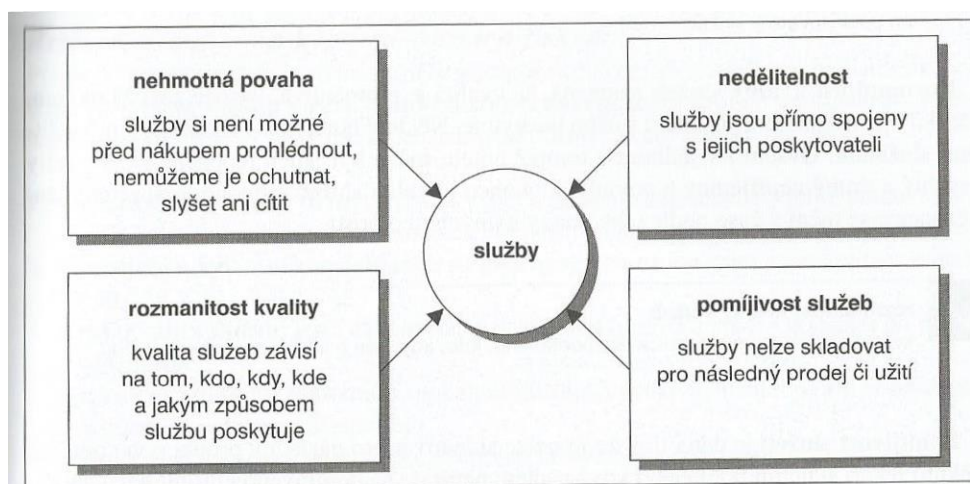 nehmotná povaha
služby si není možné
před nákupem prohlédnout,
nemůžeme je ochutnat,
slyšet ani cítit
nedělitelnost
služby jsou přímo spojeny
s jejich poskytovateli
služby
rozmanitost kvality
kvalita služeb závisí
na tom, kdo, kdy, kde
a jakým způsobem
službu poskytuje
pomíjivost služeb
služby nelze skladovat
pro následný prodej či užití